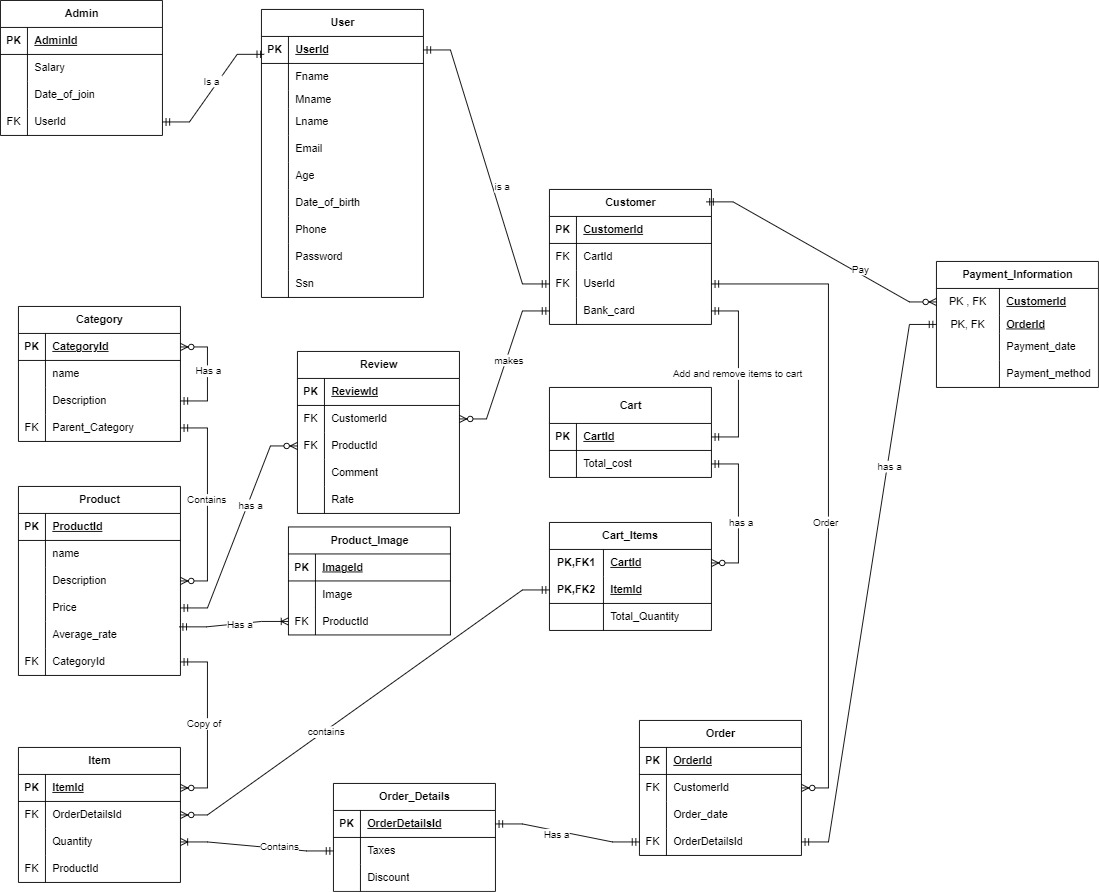 Admin
PK AdminId
Salary
Date_of_join
FK UserId
Is a
User
PK UserId
Fname
Mname
Lname
Email
Age
Date_of_birth
Phone
Password
Ssn
is a
Customer
PK CustomerId
FK CartId
FK UserId
Bank_card
Pay
Payment_Information
PK , FK CustomerId
PK, FK OrderId
Payment_date
Payment_method
Category
PK CategoryId
name
Description
FK Parent_Category
Has a
Contains
Review
PK ReviewId
FK CustomerId
FK ProductId
Comment
Rate
makes
has a
Add and remove items to cart
Cart
PK CartId
Total_cost
has a
has a
Order
Product
PK ProductId
name
Description
Price
Average_rate
FK CategoryId
Has a
Product_Image
PK ImageId
Image
FK ProductId
Cart_Items
PK,FK1 CartId
PK,FK2 ItemId
Total_Quantity
Copy of
contains
Item
PK ItemId
FK OrderDetailsId
Quantity
FK ProductId
Contains
Order_Details
PK OrderDetailsId
Taxes
Discount
Has a
Order
PK OrderId
FK CustomerId
Order_date
FK OrderDetailsId